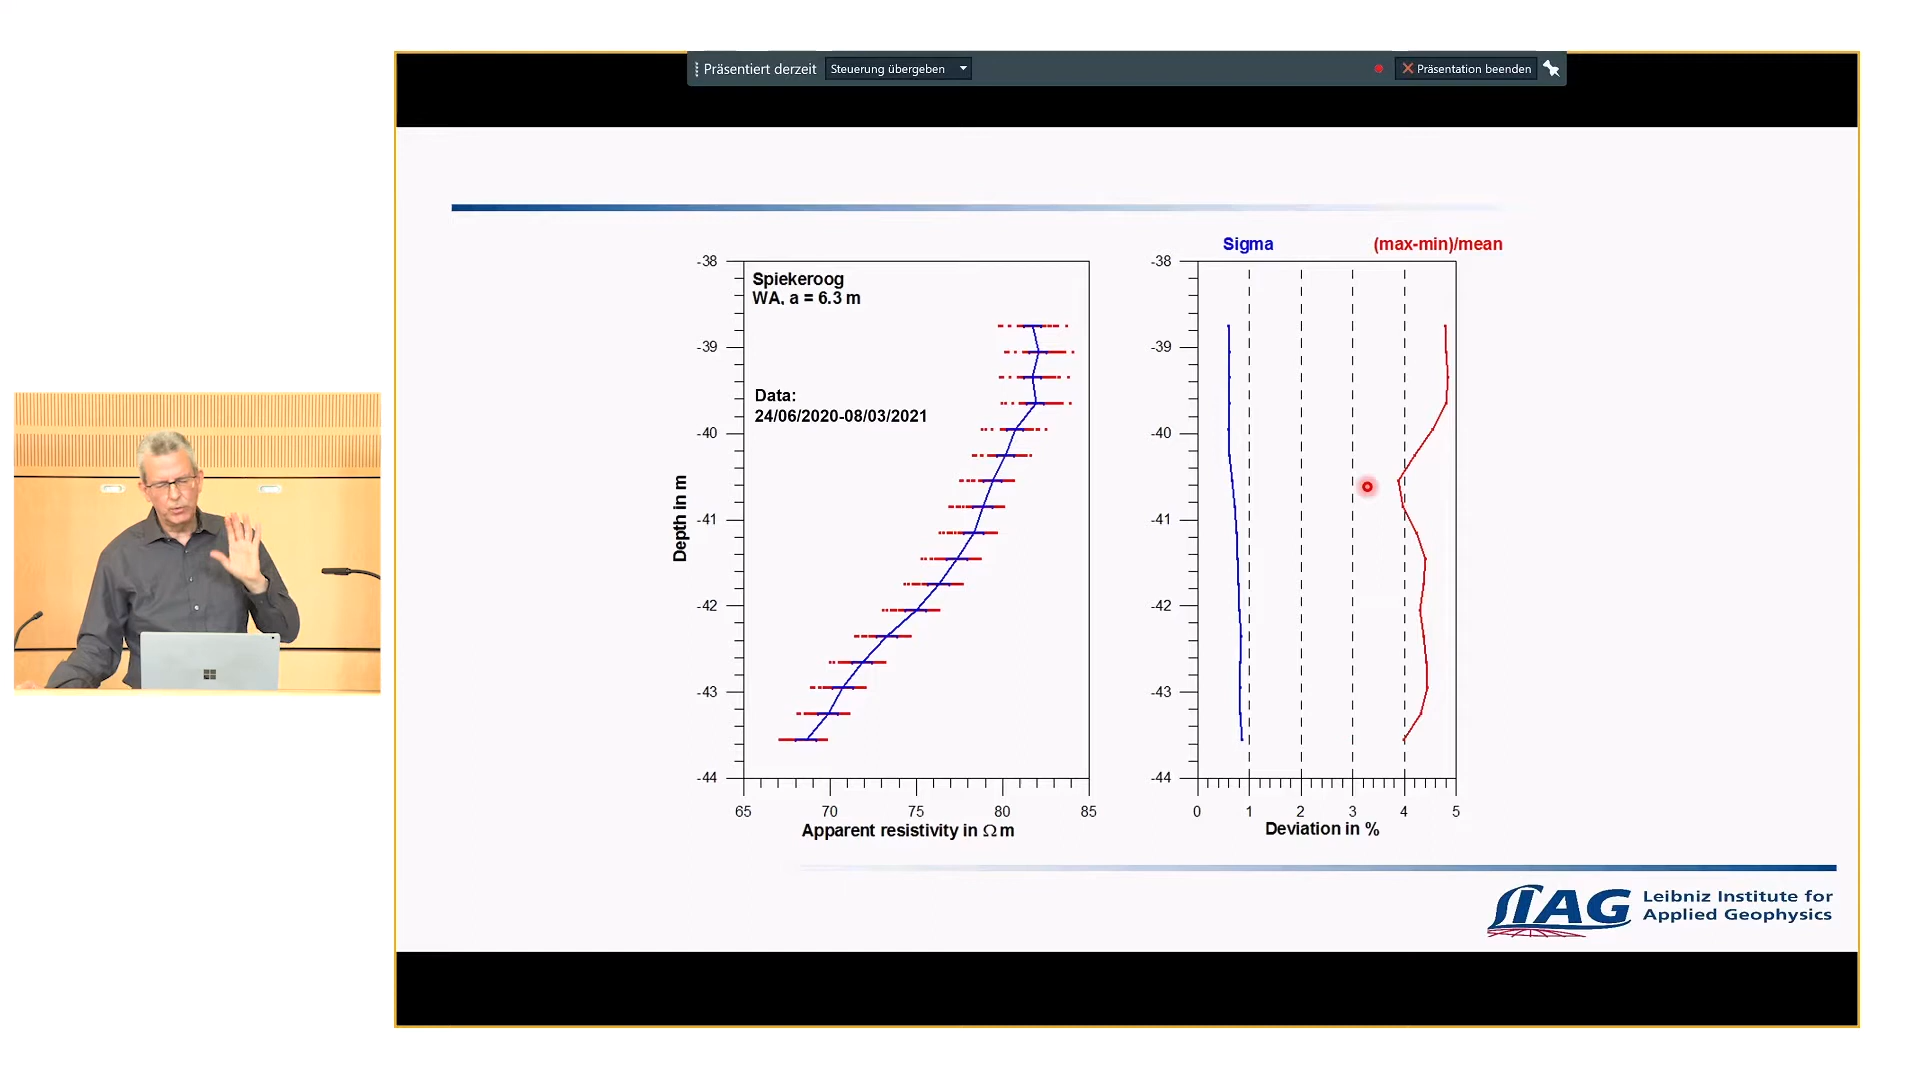 Präsentiert derzeit
Steuerung übergeben
Präsentation beenden
Sigma
(max-min)/mean
Spiekeroog
WA, a = 6.3 m
Data:
24/06/2020-08/03/2021
Depth in m
-38
-39
-40
-41
-42
-43
-44
65 70 75 80 85
Apparent resistivity in Ωm
-38
-39
-40
-41
-42
-43
-44
0 1 2 3 4 5
Deviation in %
LIAG
Leibniz Institute for
Applied Geophysics